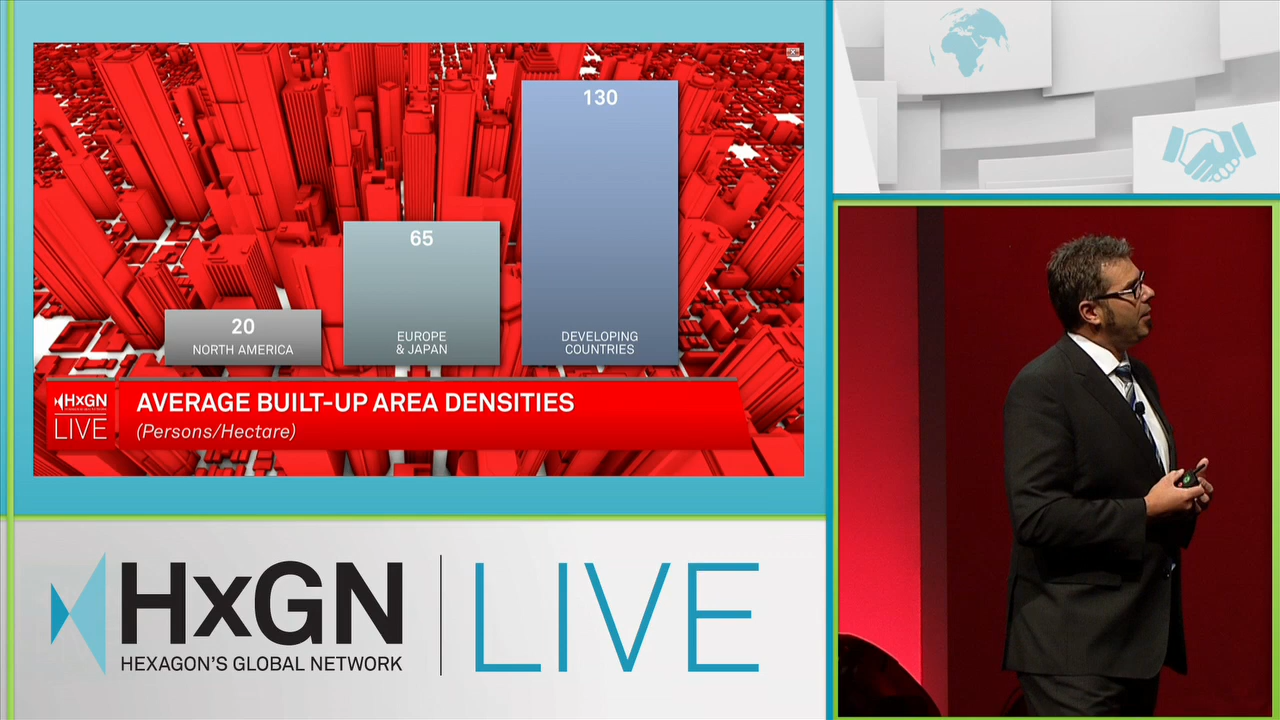 130
65
20
NORTH AMERICA
EUROPE
& JAPAN
DEVELOPING
COUNTRIES
HxGN
LIVE
AVERAGE BUILT-UP AREA DENSITIES
(Persons/Hectare)
HxGN LIVE
HEXAGON'S GLOBAL NETWORK